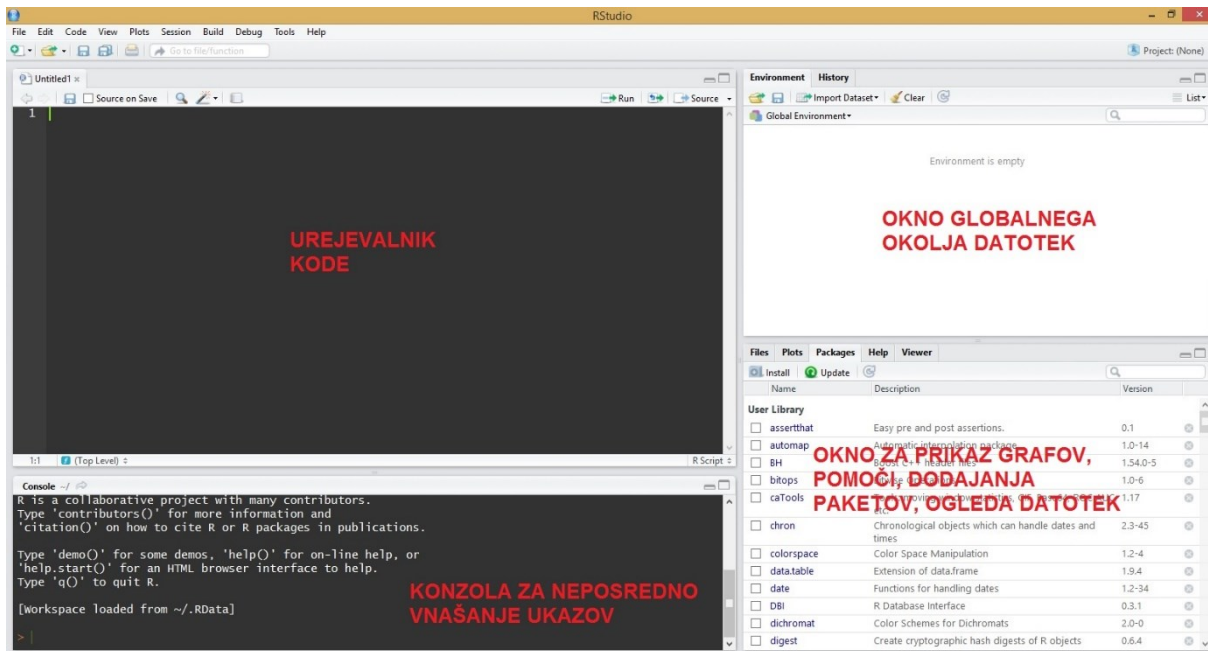 RStudio
File Edit Code View Plots Session Build Debug Tools Help
Go to file/function
Project: (None)
Untitled1
Source on Save
Run
Source
1
UREJEVALNIK
KODE
1:1
(Top Level)
R Script
Console ~/
R is a collaborative project with many contributors.
Type 'contributors()' for more information and
'citation()' on how to cite R or R packages in publications.
Type 'demo()' for some demos, 'help()' for on-line help, or
'help.start()' for an HTML browser interface to help.
Type 'q()' to quit R.
[Workspace loaded from ~/.RData]
>
KONZOLA ZA NEPOSREDNO
VNAŠANJE UKAZOV
Environment History
Import Dataset Clear
List
Global Environment
Environment is empty
OKNO GLOBALNEGA
OKOLJA DATOTEK
Files Plots Packages Help Viewer
Install Update
Name Description Version
User Library
assertthat Easy pre and post assertions. 0.1
automap Automatic interpolation package 1.0-14
BH Boost C++ header files 1.54.0-5
bitops 1.0-6
caTools 1.17
etc.
OKNO ZA PRIKAZ GRAFOV,
POMOČI, DODAJANJA
PAKETOV, OGLEDA DATOTEK
chron Chronological objects which can handle dates and 2.3-45
times
colorspace Color Space Manipulation 1.2-4
data.table Extension of data.frame 1.9.4
date Functions for handling dates 1.2-34
DBI R Database Interface 0.3.1
dichromat Color Schemes for Dichromats 2.0-0
digest Create cryptographic hash digests of R objects 0.6.4